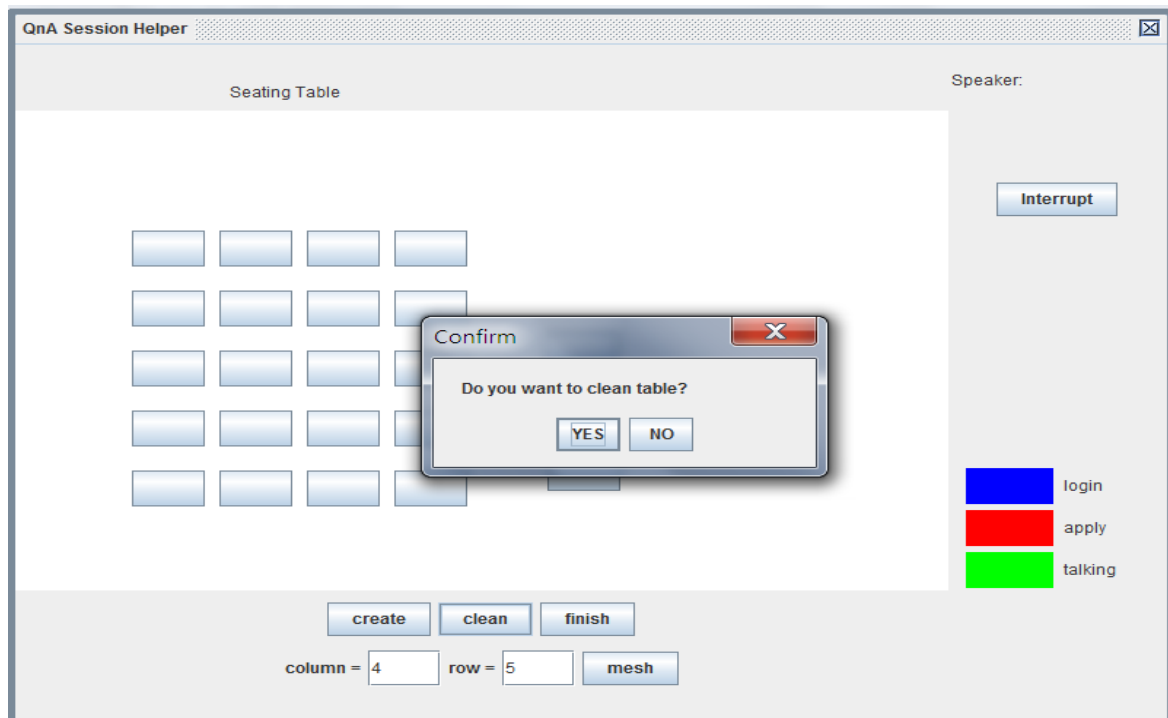 QnA Session Helper
Seating Table
Speaker:
Interrupt
Confirm
Do you want to clean table?
YES NO
login
apply
talking
create clean finish
column = 4 row = 5 mesh